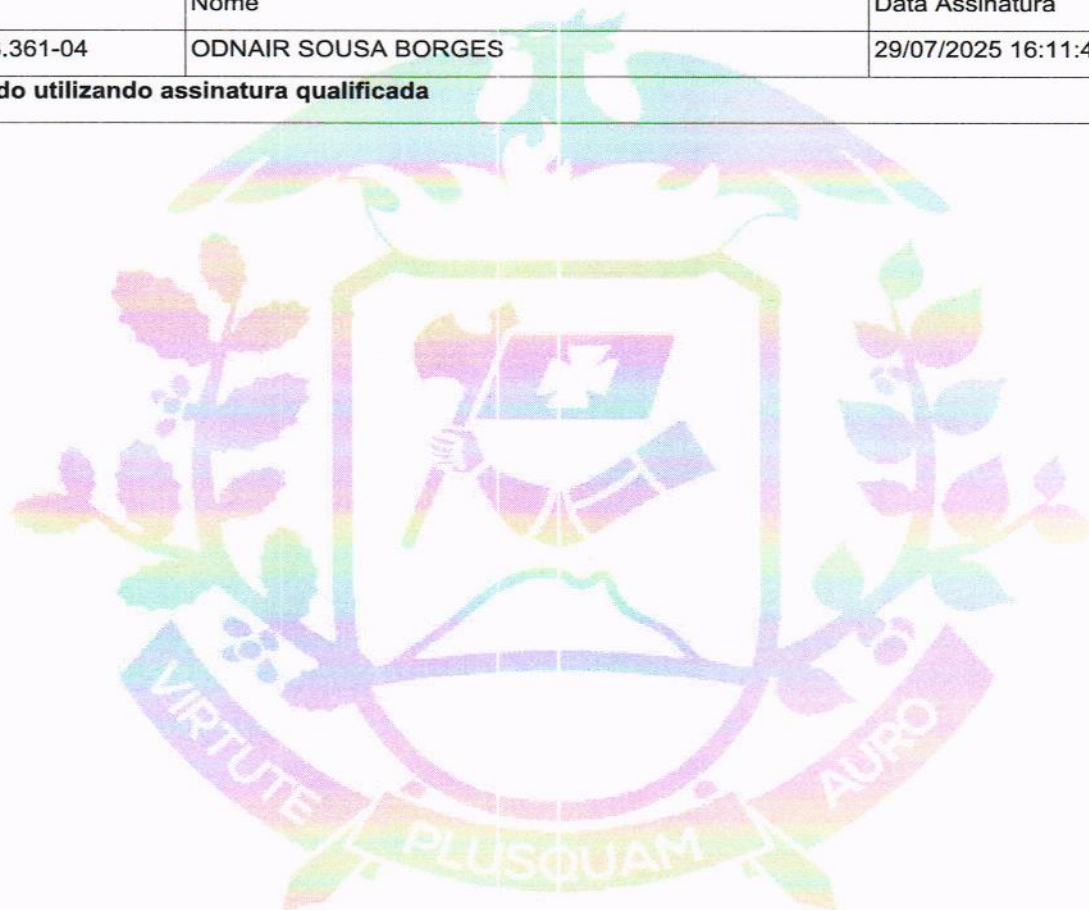 Nome Data Assinatura
.361-04 ODNAIR SOUSA BORGES 29/07/2025 16:11:4
do utilizando assinatura qualificada
VIRTUTE PLUSQUAM AURO